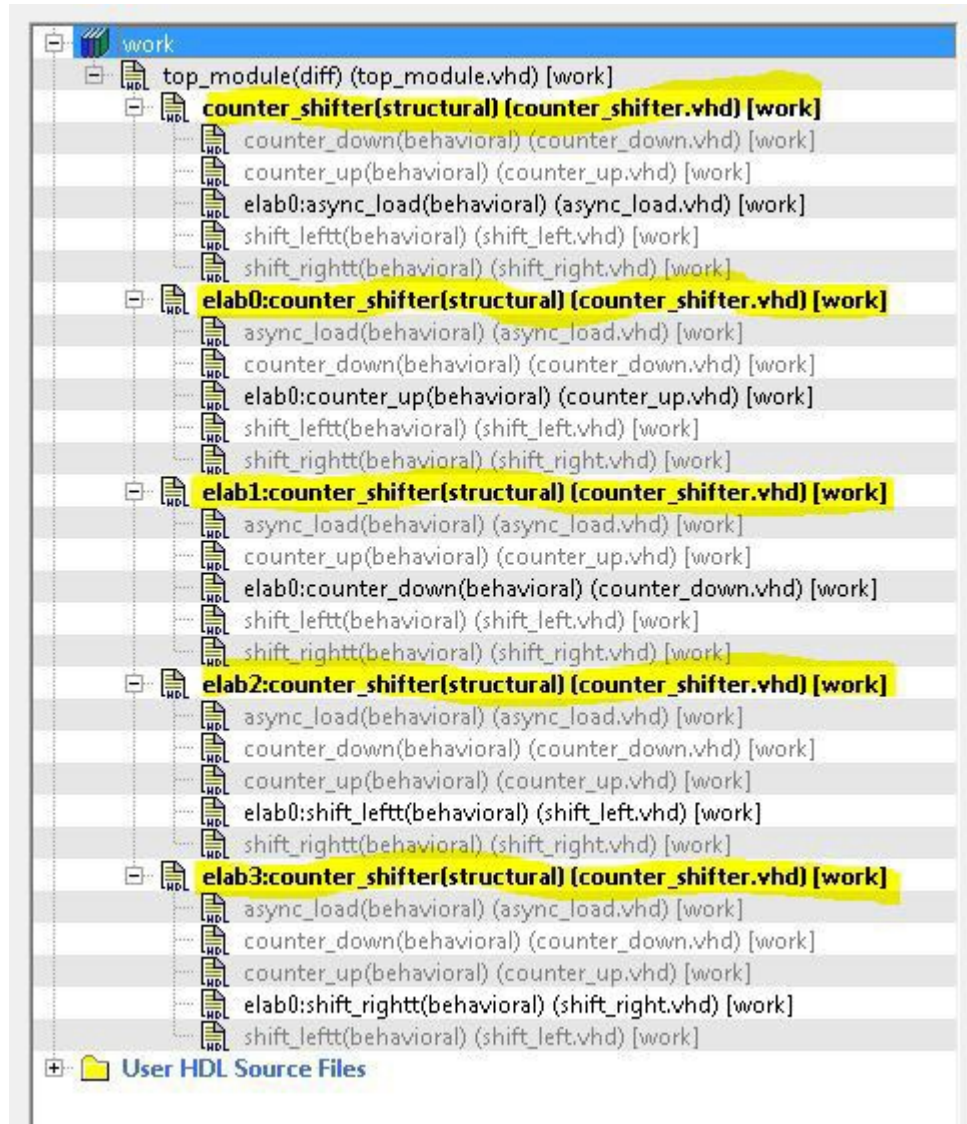 work
top_module(diff) (top_module.vhd) [work]
counter_shifter(structural) (counter_shifter.vhd) [work]
counter_down(behavioral) (counter_down.vhd) [work]
counter_up(behavioral) (counter_up.vhd) [work]
elab0:async_load(behavioral) (async_load.vhd) [work]
shift_leftt(behavioral) (shift_left.vhd) [work]
shift_rightt(behavioral) (shift_right.vhd) [work]
elab0:counter_shifter(structural) (counter_shifter.vhd) [work]
async_load(behavioral) (async_load.vhd) [work]
counter_down(behavioral) (counter_down.vhd) [work]
elab0:counter_up(behavioral) (counter_up.vhd) [work]
shift_leftt(behavioral) (shift_left.vhd) [work]
shift_rightt(behavioral) (shift_right.vhd) [work]
elab1:counter_shifter(structural) (counter_shifter.vhd) [work]
async_load(behavioral) (async_load.vhd) [work]
counter_up(behavioral) (counter_up.vhd) [work]
elab0:counter_down(behavioral) (counter_down.vhd) [work]
shift_leftt(behavioral) (shift_left.vhd) [work]
shift_rightt(behavioral) (shift_right.vhd) [work]
elab2:counter_shifter(structural) (counter_shifter.vhd) [work]
async_load(behavioral) (async_load.vhd) [work]
counter_down(behavioral) (counter_down.vhd) [work]
counter_up(behavioral) (counter_up.vhd) [work]
elab0:shift_leftt(behavioral) (shift_left.vhd) [work]
shift_rightt(behavioral) (shift_right.vhd) [work]
elab3:counter_shifter(structural) (counter_shifter.vhd) [work]
async_load(behavioral) (async_load.vhd) [work]
counter_down(behavioral) (counter_down.vhd) [work]
counter_up(behavioral) (counter_up.vhd) [work]
elab0:shift_rightt(behavioral) (shift_right.vhd) [work]
shift_leftt(behavioral) (shift_left.vhd) [work]
User HDL Source Files